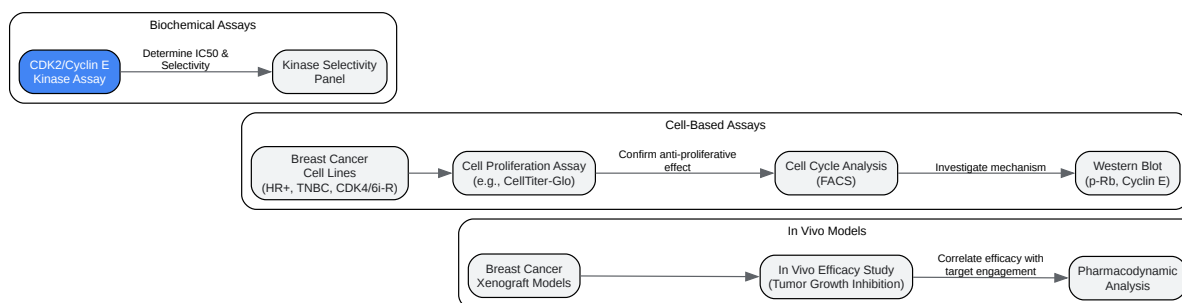 Biochemical Assays
CDK2/Cyclin E
Kinase Assay
Determine IC50 &
Selectivity
Kinase Selectivity
Panel
Cell-Based Assays
Breast Cancer
Cell Lines
(HR+, TNBC, CDK4/6i-R)
Cell Proliferation Assay
(e.g., CellTiter-Glo)
Confirm anti-proliferative
effect
Cell Cycle Analysis
(FACS)
Investigate mechanism
Western Blot
(p-Rb, Cyclin E)
In Vivo Models
Breast Cancer
Xenograft Models
In Vivo Efficacy Study
(Tumor Growth Inhibition)
Correlate efficacy with
target engagement
Pharmacodynamic
Analysis